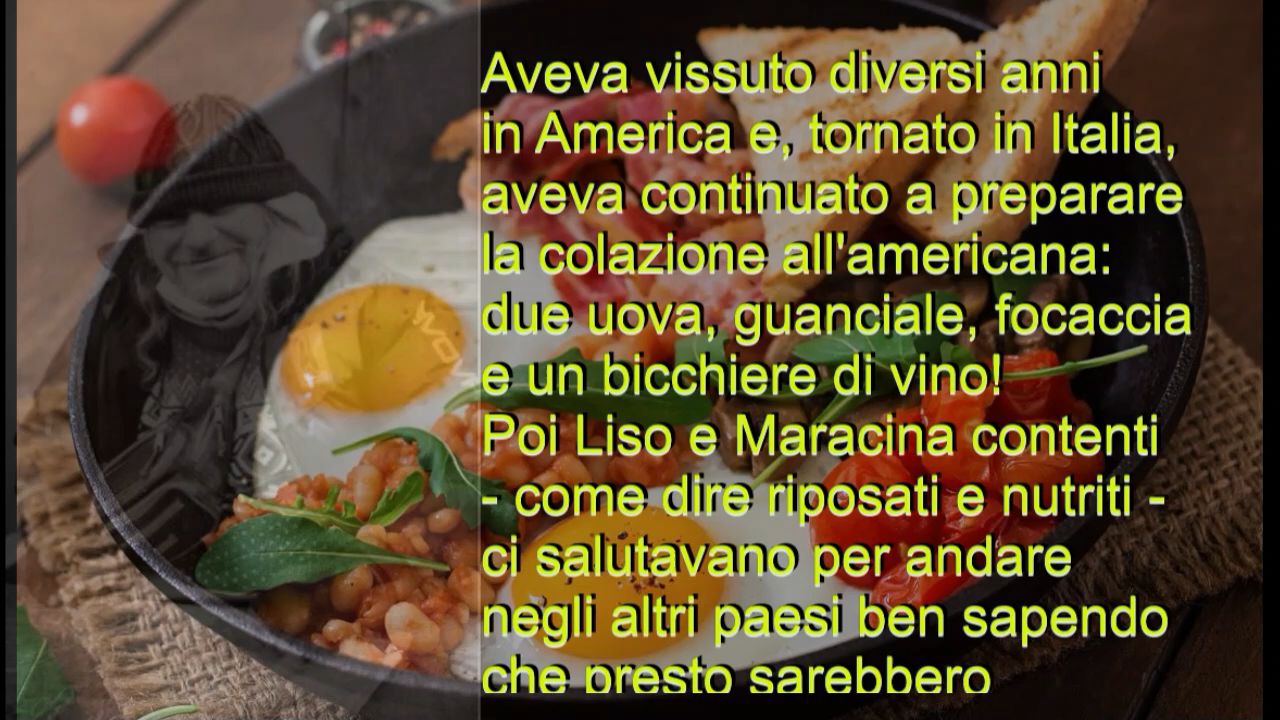 Aveva vissuto diversi anni
in America e, tornato in Italia,
aveva continuato a preparare
la colazione all'americana:
due uova, guanciale, focaccia
e un bicchiere di vino!
Poi Liso e Maracina contenti
- come dire riposati e nutriti -
ci salutavano per andare
negli altri paesi ben sapendo
che presto sarebbero